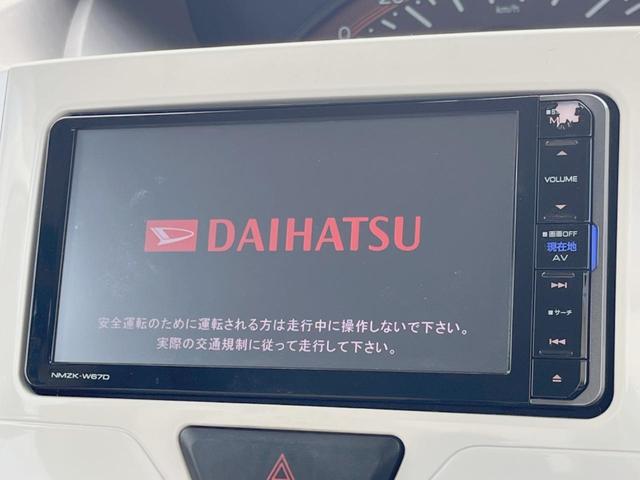 0
20
km/h
DAIHATSU
安全運転のために運転される方は走行中に操作しないで下さい。
実際の交通規制に従って走行して下さい。
NMZK-W67D
VOLUME
■画面OFF
現在地
AV
■サーチ